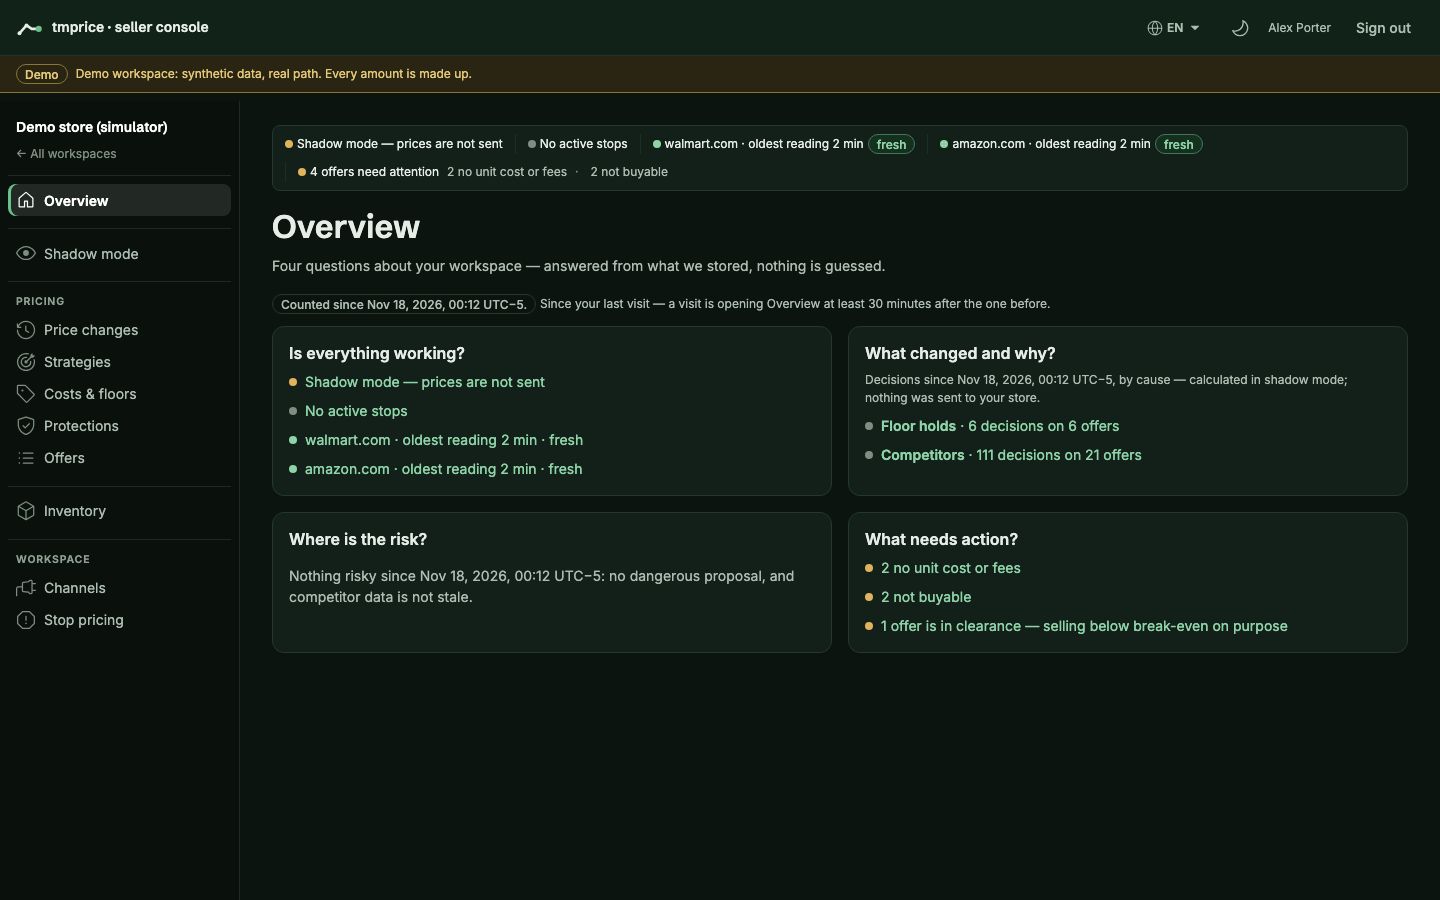 tmprice · seller console
EN
Alex Porter
Sign out
Demo
Demo workspace: synthetic data, real path. Every amount is made up.
Demo store (simulator)
← All workspaces
Overview
Shadow mode
PRICING
Price changes
Strategies
Costs & floors
Protections
Offers
Inventory
WORKSPACE
Channels
Stop pricing
Shadow mode — prices are not sent
No active stops
walmart.com · oldest reading 2 min fresh
amazon.com · oldest reading 2 min fresh
4 offers need attention 2 no unit cost or fees · 2 not buyable
Overview
Four questions about your workspace — answered from what we stored, nothing is guessed.
Counted since Nov 18, 2026, 00:12 UTC−5. Since your last visit — a visit is opening Overview at least 30 minutes after the one before.
Is everything working?
Shadow mode — prices are not sent
No active stops
walmart.com · oldest reading 2 min · fresh
amazon.com · oldest reading 2 min · fresh
What changed and why?
Decisions since Nov 18, 2026, 00:12 UTC−5, by cause — calculated in shadow mode;
nothing was sent to your store.
Floor holds · 6 decisions on 6 offers
Competitors · 111 decisions on 21 offers
Where is the risk?
Nothing risky since Nov 18, 2026, 00:12 UTC−5: no dangerous proposal, and
competitor data is not stale.
What needs action?
2 no unit cost or fees
2 not buyable
1 offer is in clearance — selling below break-even on purpose